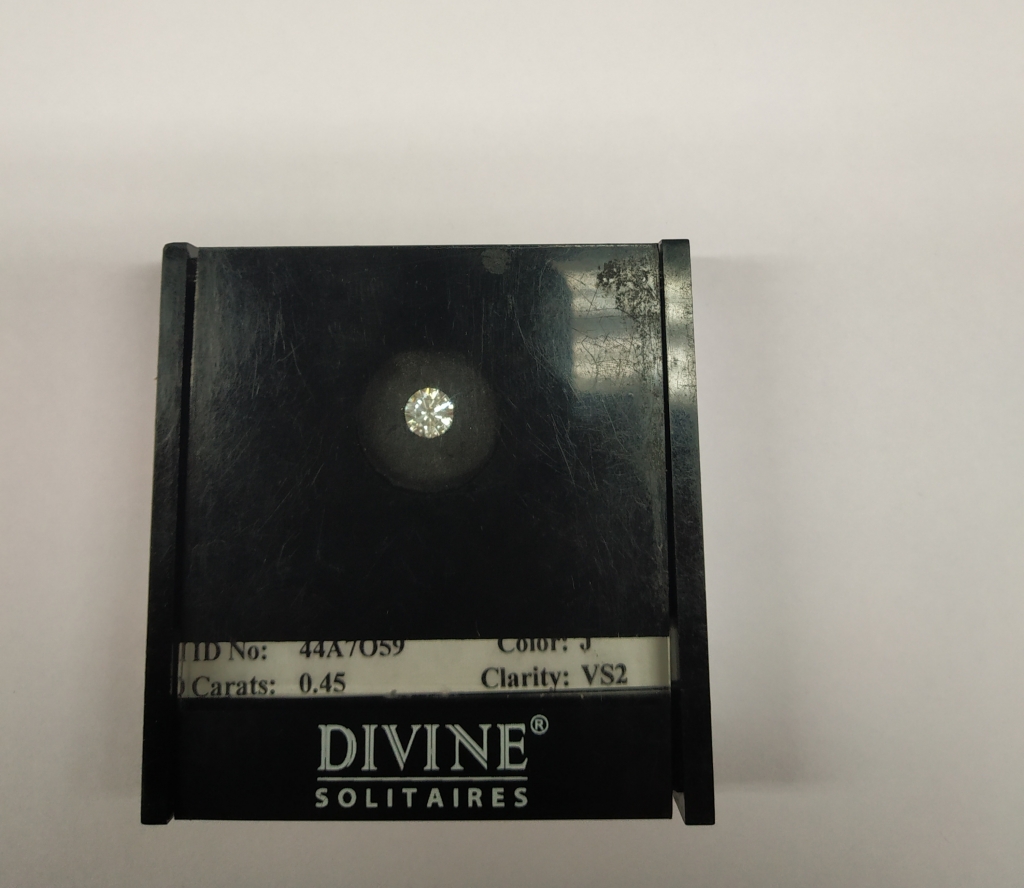 ID No: 44A7O59 Color: J
Carats: 0.45 Clarity: VS2
DIVINE®
SOLITAIRES